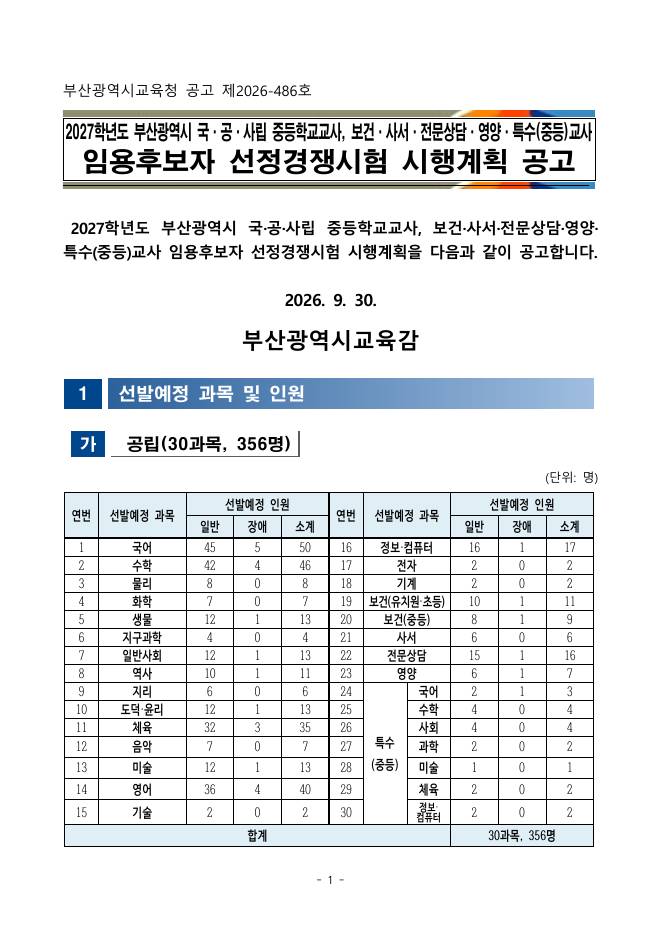 부산광역시교육청 공고 제2026-486호
2027학년도 부산광역시 국·공·사립 중등학교교사, 보건·사서·전문상담·영양·특수(중등)교사
임용후보자 선정경쟁시험 시행계획 공고
2027학년도 부산광역시 국·공·사립 중등학교교사, 보건·사서·전문상담·영양·
특수(중등)교사 임용후보자 선정경쟁시험 시행계획을 다음과 같이 공고합니다.
2026. 9. 30.
부산광역시교육감
1 선발예정 과목 및 인원
가 공립(30과목, 356명)
(단위: 명)
연번 선발예정 과목 선발예정 인원 연번 선발예정 과목 선발예정 인원
일반 장애 소계 일반 장애 소계
1 국어 45 5 50 16 정보·컴퓨터 16 1 17
2 수학 42 4 46 17 전자 2 0 2
3 물리 8 0 8 18 기계 2 0 2
4 화학 7 0 7 19 보건(유치원·초등) 10 1 11
5 생물 12 1 13 20 보건(중등) 8 1 9
6 지구과학 4 0 4 21 사서 6 0 6
7 일반사회 12 1 13 22 전문상담 15 1 16
8 역사 10 1 11 23 영양 6 1 7
9 지리 6 0 6 24 특수(중등) 국어 2 1 3
10 도덕·윤리 12 1 13 25 수학 4 0 4
11 체육 32 3 35 26 사회 4 0 4
12 음악 7 0 7 27 과학 2 0 2
13 미술 12 1 13 28 미술 1 0 1
14 영어 36 4 40 29 체육 2 0 2
15 기술 2 0 2 30 정보·컴퓨터 2 0 2
합계 30과목, 356명
- 1 -